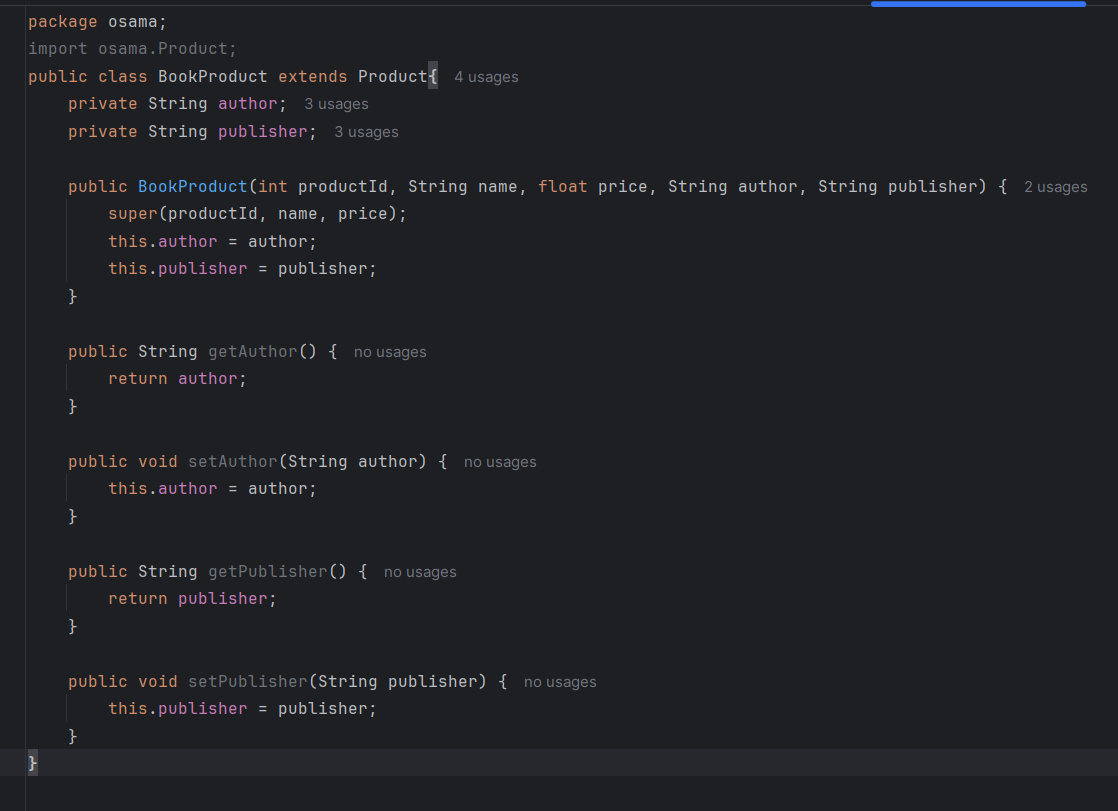 package osama;
import osama.Product;
public class BookProduct extends Product{ 4 usages
    private String author; 3 usages
    private String publisher; 3 usages

    public BookProduct(int productId, String name, float price, String author, String publisher) { 2 usages
        super(productId, name, price);
        this.author = author;
        this.publisher = publisher;
    }

    public String getAuthor() { no usages
        return author;
    }

    public void setAuthor(String author) { no usages
        this.author = author;
    }

    public String getPublisher() { no usages
        return publisher;
    }

    public void setPublisher(String publisher) { no usages
        this.publisher = publisher;
    }
}